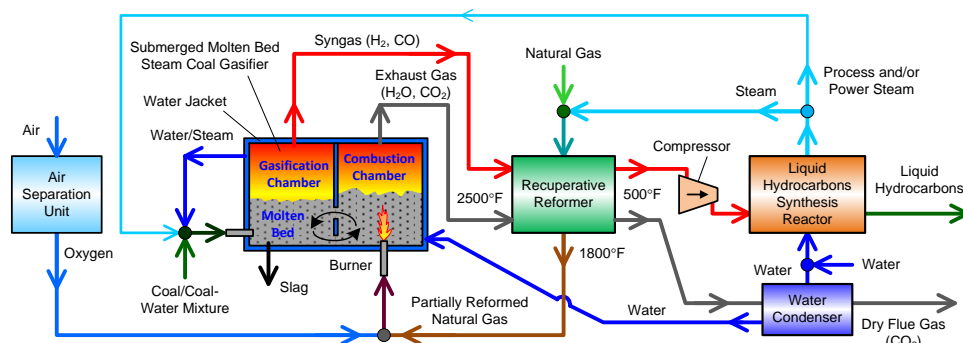 Submerged Molten Bed
Steam Coal Gasifier
Syngas (H₂, CO)
Natural Gas
Process and/or
Power Steam
Exhaust Gas
(H₂O, CO₂)
Steam
Water Jacket
Water/Steam
Compressor
Air
Air
Separation
Unit
Gasification
Chamber
Combustion
Chamber
Molten
Bed
2500°F
Recuperative
Reformer
500°F
Liquid
Hydrocarbons
Synthesis
Reactor
Liquid
Hydrocarbons
Oxygen
Burner
1800°F
Slag
Coal/Coal-
Water Mixture
Partially Reformed
Natural Gas
Water
Water
Water
Water
Condenser
Dry Flue Gas
(CO₂)